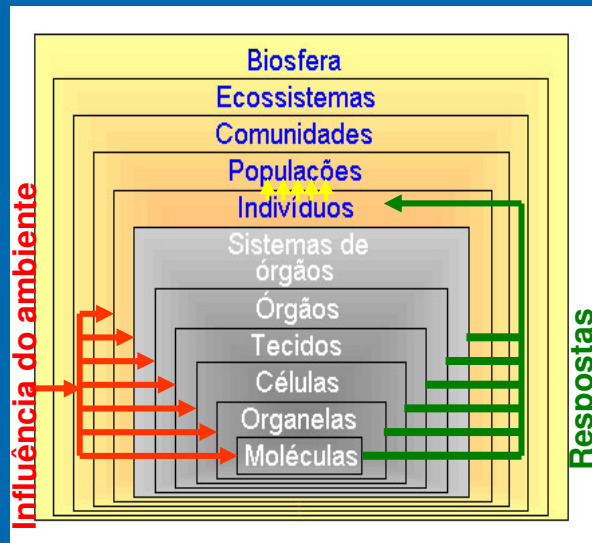 Biosfera
Ecossistemas
Comunidades
Populações
Indivíduos
Sistemas de
órgãos
Órgãos
Tecidos
Células
Organelas
Moléculas
Influência do ambiente
Respostas